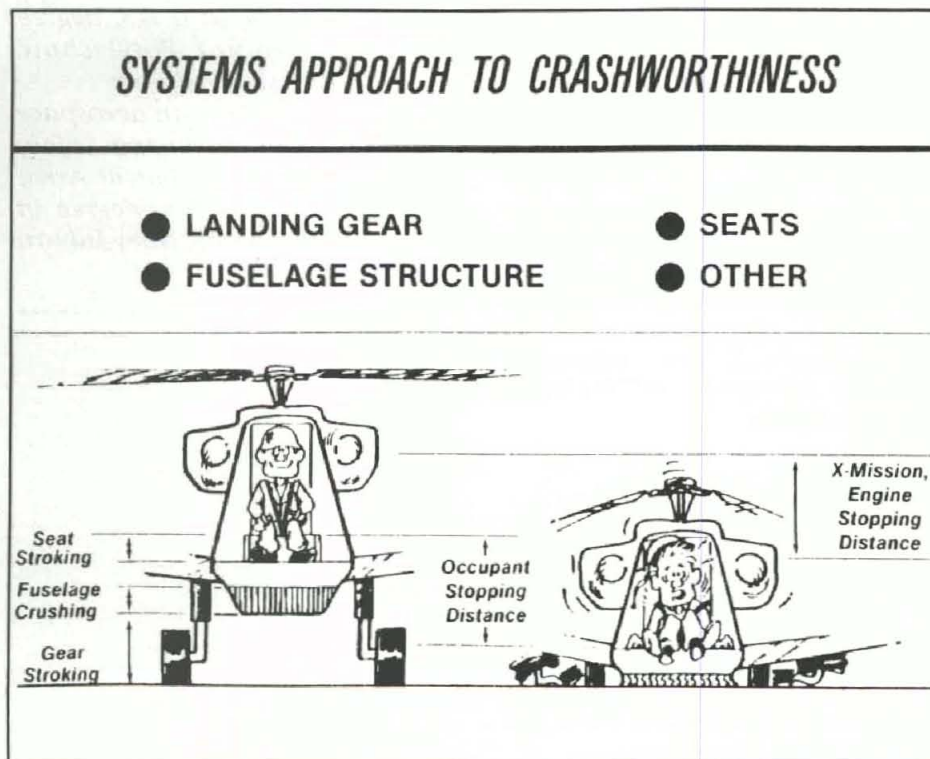 SYSTEMS APPROACH TO CRASHWORTHINESS
● LANDING GEAR
● FUSELAGE STRUCTURE
● SEATS
● OTHER
Seat
Stroking
Fuselage
Crushing
Gear
Stroking
Occupant
Stopping
Distance
X-Mission,
Engine
Stopping
Distance